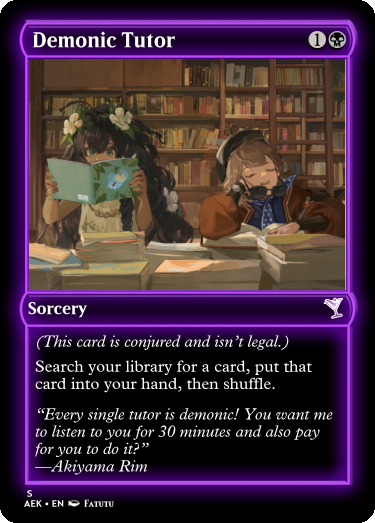 Demonic Tutor 1
Sorcery
(This card is conjured and isn't legal.)
Search your library for a card, put that
card into your hand, then shuffle.
“Every single tutor is demonic! You want me
to listen to you for 30 minutes and also pay
for you to do it?”
—Akiyama Rim
S
AEK • EN Fatutu